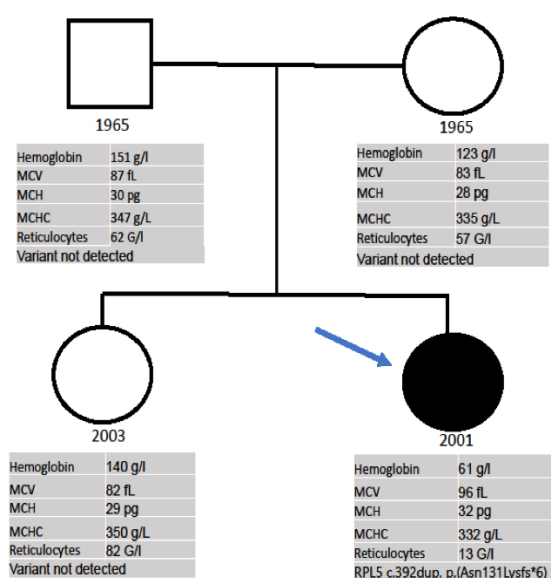 1965
Hemoglobin 151 g/l
MCV 87 fL
MCH 30 pg
MCHC 347 g/L
Reticulocytes 62 G/l
Variant not detected
1965
Hemoglobin 123 g/l
MCV 83 fL
MCH 28 pg
MCHC 335 g/L
Reticulocytes 57 G/l
Variant not detected
2003
Hemoglobin 140 g/l
MCV 82 fL
MCH 29 pg
MCHC 350 g/L
Reticulocytes 82 G/l
Variant not detected
2001
Hemoglobin 61 g/l
MCV 96 fL
MCH 32 pg
MCHC 332 g/L
Reticulocytes 13 G/l
RPL5 c.392dup, p.(Asn131Lysfs*6)